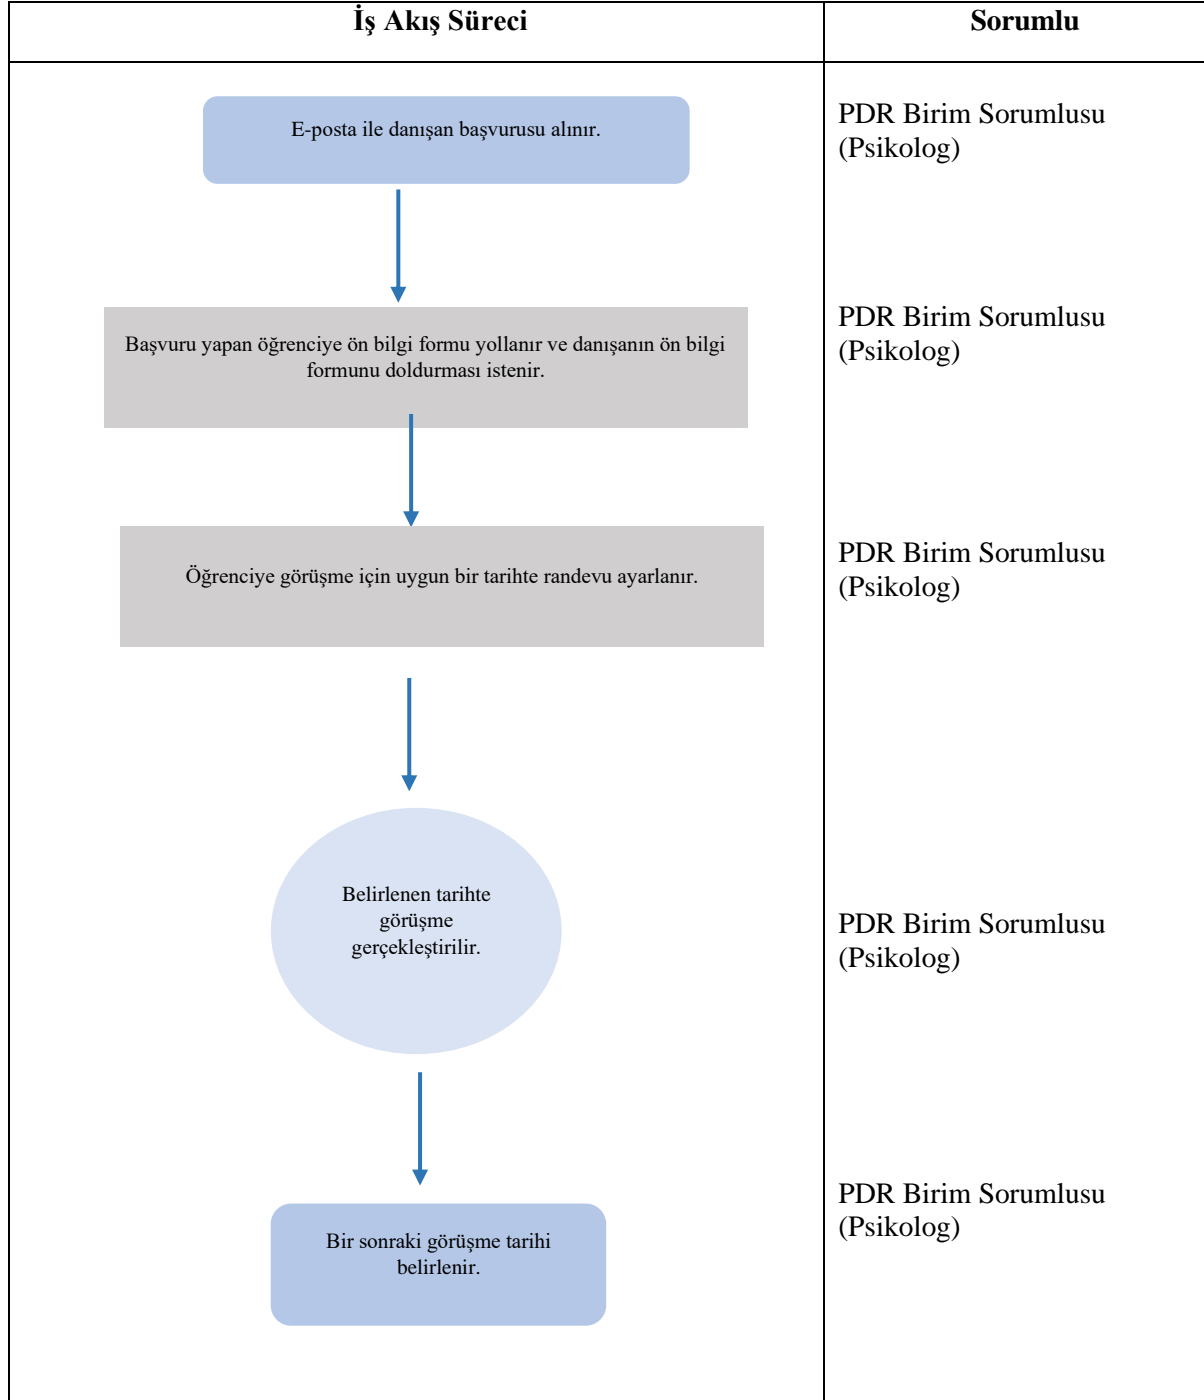 İş Akış Süreci
Sorumlu
E-posta ile danışan başvurusu alınır.
PDR Birim Sorumlusu
(Psikolog)
Başvuru yapan öğrenciye ön bilgi formu yollanır ve danışanın ön bilgi
formunu doldurması istenir.
PDR Birim Sorumlusu
(Psikolog)
Öğrenciye görüşme için uygun bir tarihte randevu ayarlanır.
PDR Birim Sorumlusu
(Psikolog)
Belirlenen tarihte
görüşme
gerçekleştirilir.
PDR Birim Sorumlusu
(Psikolog)
Bir sonraki görüşme tarihi
belirlenir.
PDR Birim Sorumlusu
(Psikolog)